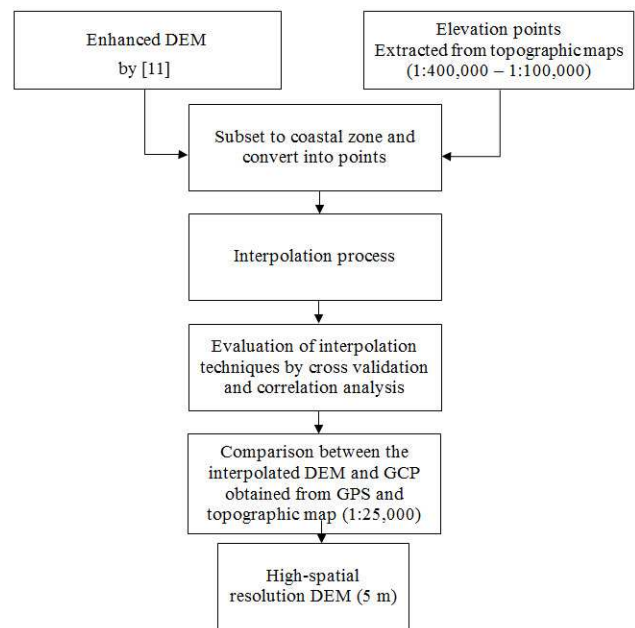 Enhanced DEM
by [11]
Elevation points
Extracted from topographic maps
(1:400,000 – 1:100,000)
Subset to coastal zone and
convert into points
Interpolation process
Evaluation of interpolation
techniques by cross validation
and correlation analysis
Comparison between the
interpolated DEM and GCP
obtained from GPS and
topographic map (1:25,000)
High-spatial
resolution DEM (5 m)